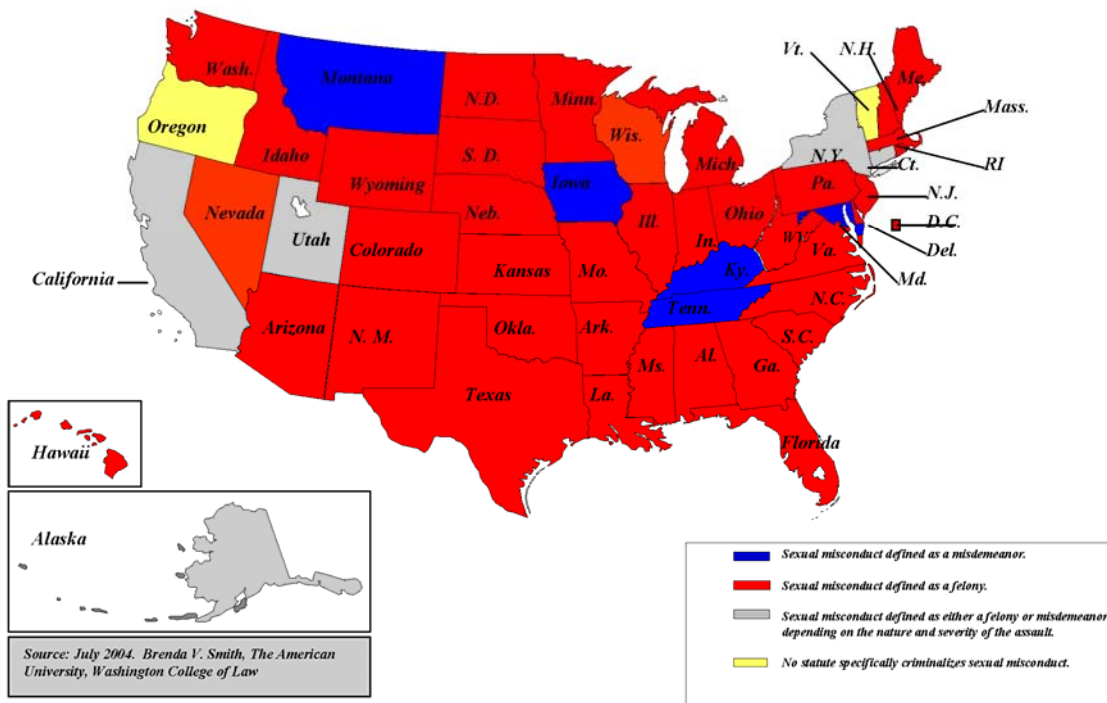 Vt.
N.H.
Me.
Wash.
Montana
N.D.
Minn.
Mass.
Oregon
Wis.
Idaho
S. D.
Mich.
N.Y.
Ct.
RI
Wyoming
Iowa
Pa.
N.J.
Nevada
Neb.
Ill.
In.
Ohio
D.C.
Utah
Colorado
WV
Va.
Del.
California
Kansas
Mo.
Ky.
Md.
Tenn.
N.C.
Arizona
N. M.
Okla.
Ark.
S.C.
Texas
La.
Ms.
Al.
Ga.
Florida
Hawaii
Alaska
Sexual misconduct defined as a misdemeanor.
Sexual misconduct defined as a felony.
Sexual misconduct defined as either a felony or misdemeanor
depending on the nature and severity of the assault.
No statute specifically criminalizes sexual misconduct.
Source: July 2004. Brenda V. Smith, The American
University, Washington College of Law